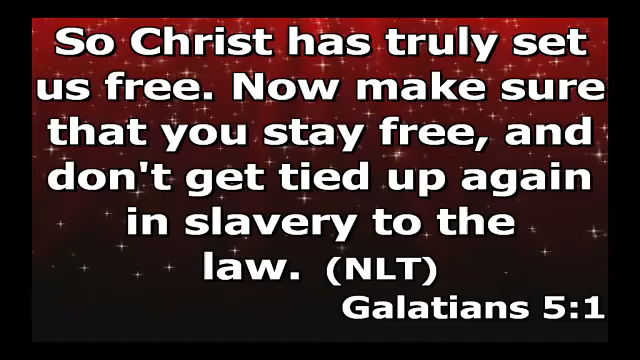 So Christ has truly set
us free. Now make sure
that you stay free, and
don't get tied up again
in slavery to the
law. (NLT)
Galatians 5:1